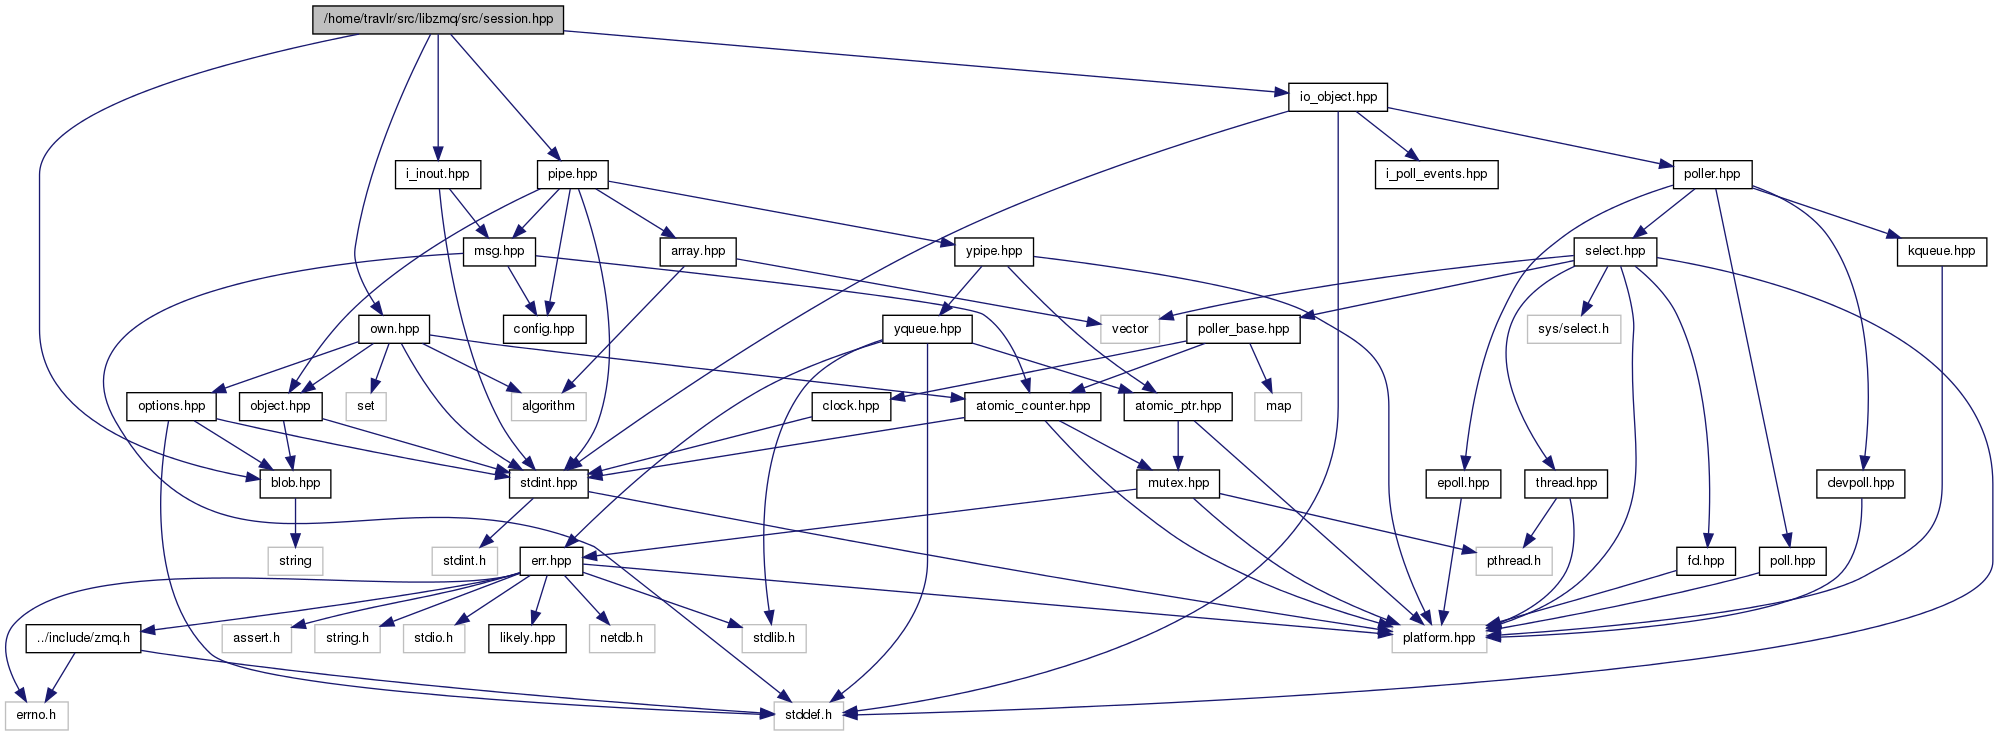 /home/travlr/src/libzmq/src/session.hpp
io_object.hpp
i_inout.hpp
pipe.hpp
i_poll_events.hpp
poller.hpp
msg.hpp
array.hpp
ypipe.hpp
select.hpp
kqueue.hpp
own.hpp
config.hpp
yqueue.hpp
vector
poller_base.hpp
sys/select.h
options.hpp
object.hpp
set
algorithm
clock.hpp
atomic_counter.hpp
atomic_ptr.hpp
map
blob.hpp
stdint.hpp
mutex.hpp
epoll.hpp
thread.hpp
devpoll.hpp
string
stdint.h
err.hpp
pthread.h
fd.hpp
poll.hpp
../include/zmq.h
assert.h
string.h
stdio.h
likely.hpp
netdb.h
stdlib.h
platform.hpp
errno.h
stddef.h